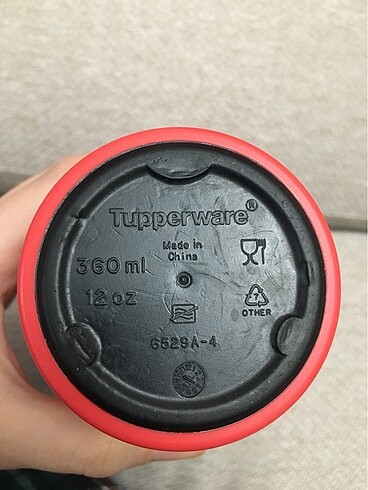 Tupperware®
Made in
China
360 ml
12 oz
7
OTHER
6529A-4